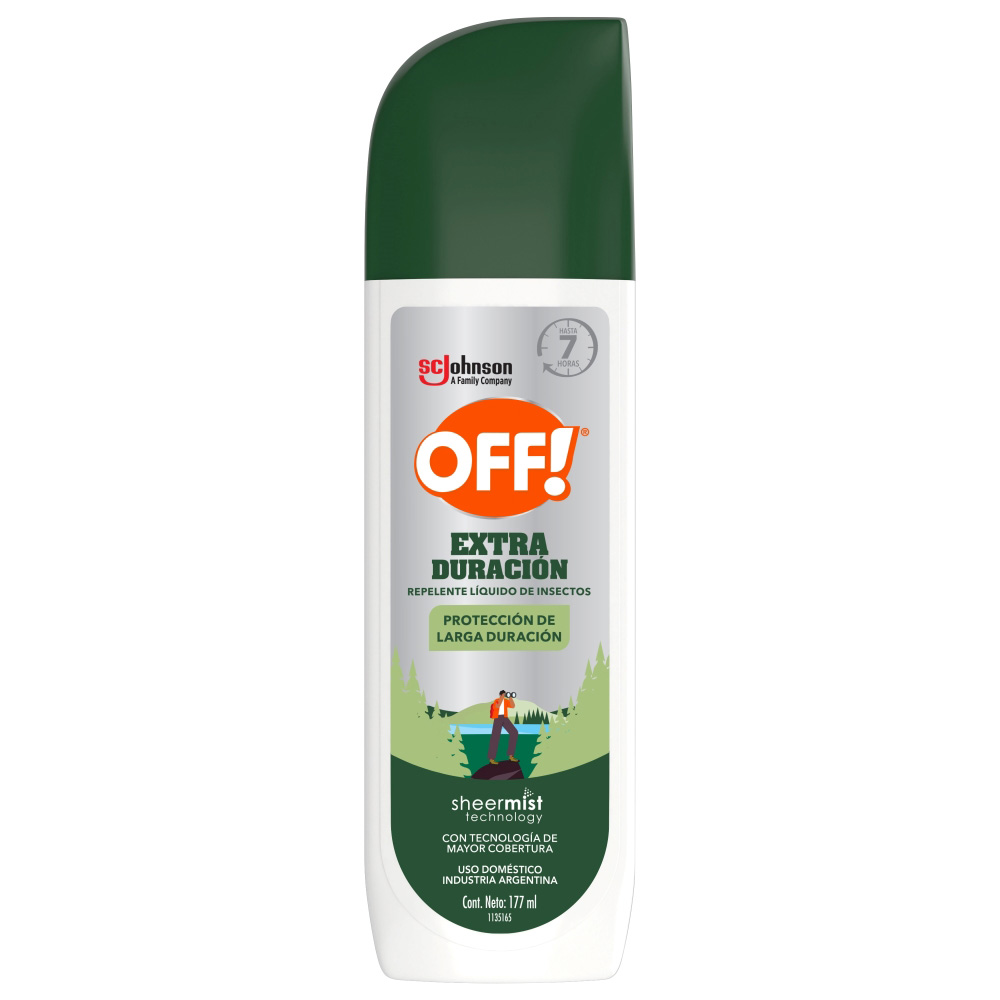 HASTA
7
HORAS
SCJohnson
A Family Company
OFF!®
EXTRA
DURACIÓN
REPELENTE LÍQUIDO DE INSECTOS
PROTECCIÓN DE
LARGA DURACIÓN
sheermist
technology
CON TECNOLOGÍA DE
MAYOR COBERTURA
USO DOMÉSTICO
INDUSTRIA ARGENTINA
Cont. Neto: 177 ml
1135165